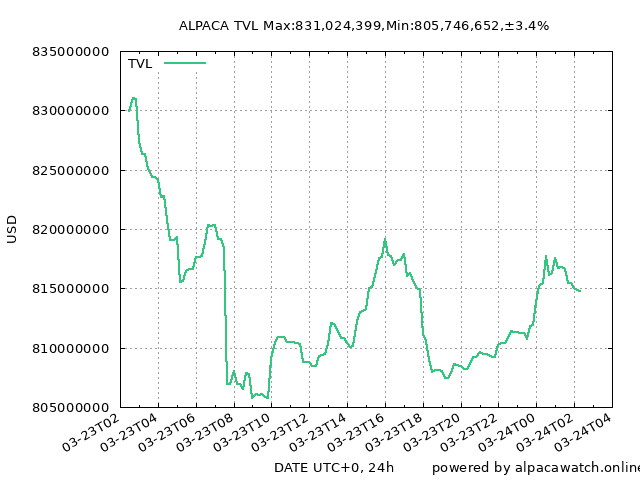 ALPACA TVL Max:831,024,399,Min:805,746,652,±3.4%
TVL
835000000
830000000
825000000
820000000
815000000
810000000
805000000
USD
03-23T02
03-23T04
03-23T06
03-23T08
03-23T10
03-23T12
03-23T14
03-23T16
03-23T18
03-23T20
03-23T22
03-24T00
03-24T02
03-24T04
DATE UTC+0, 24h
powered by alpacawatch.online